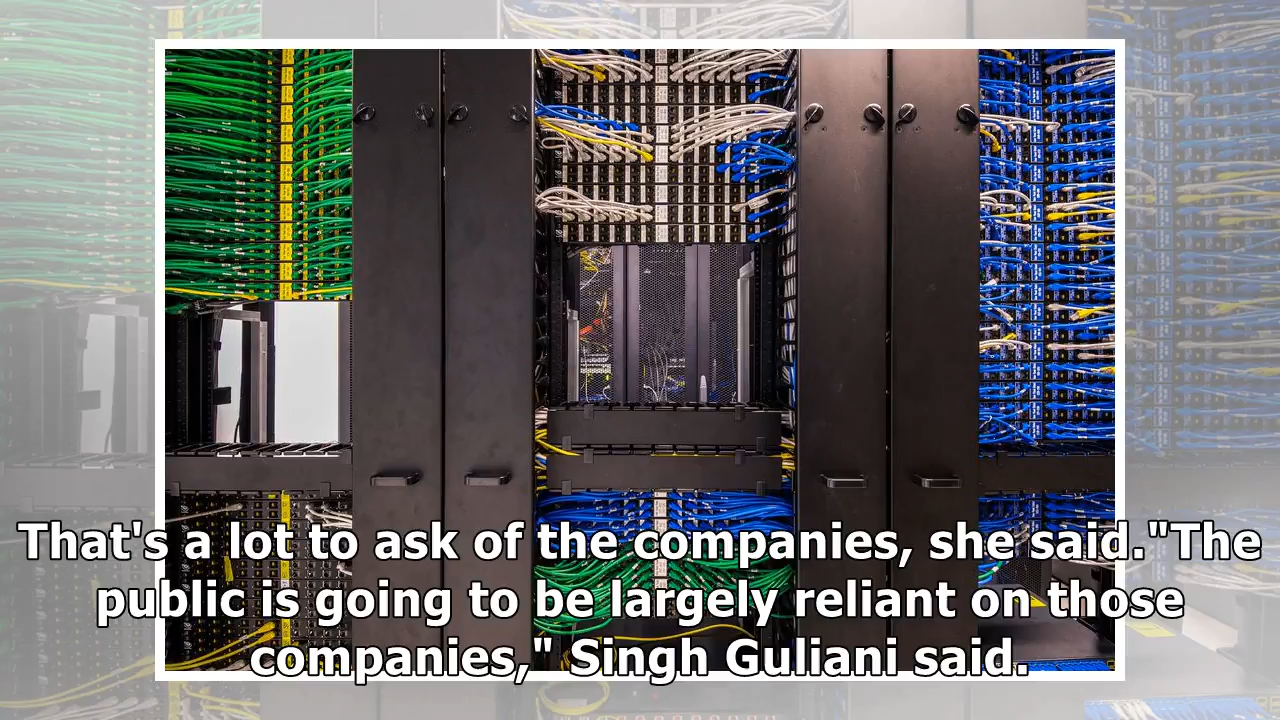 That's a lot to ask of the companies, she said."The
public is going to be largely reliant on those
companies," Singh Guliani said.